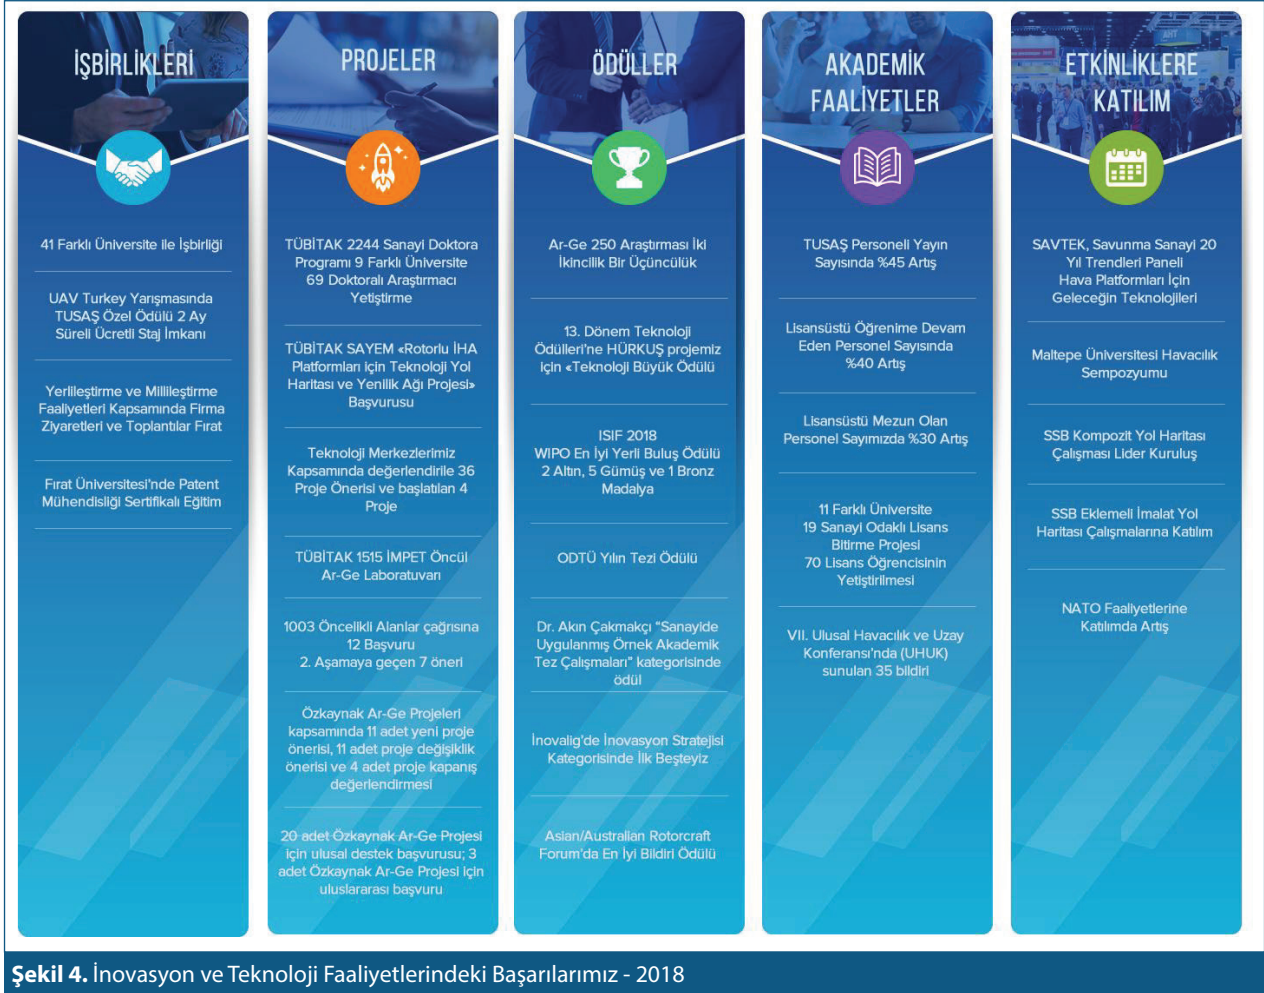 İŞBİRLİKLERİ
41 Farklı Üniversite ile İşbirliği
UAV Turkey Yarışmasında
TUSAŞ Özel Ödülü 2 Ay
Süreli Ücretli Staj İmkanı
Yerlileştirme ve Millileştirme
Faaliyetleri Kapsamında Firma
Ziyaretleri ve Toplantılar Fırat
Fırat Üniversitesi'nde Patent
Mühendisliği Sertifikalı Eğitim
PROJELER
TÜBİTAK 2244 Sanayi Doktora
Programı 9 Farklı Üniversite
69 Doktoralı Araştırmacı
Yetiştirme
TÜBİTAK SAYEM «Rotorlu İHA
Platformları için Teknoloji Yol
Haritası ve Yenilik Ağı Projesi»
Başvurusu
Teknoloji Merkezlerimiz
Kapsamında değerlendirile 36
Proje Önerisi ve başlatılan 4
Proje
TÜBİTAK 1515 İMPET Öncül
Ar-Ge Laboratuvarı
1003 Öncelikli Alanlar çağrısına
12 Başvuru
2. Aşamaya geçen 7 öneri
Özkaynak Ar-Ge Projeleri
kapsamında 11 adet yeni proje
önerisi, 11 adet proje değişiklik
önerisi ve 4 adet proje kapanış
değerlendirmesi
20 adet Özkaynak Ar-Ge Projesi
için ulusal destek başvurusu; 3
adet Özkaynak Ar-Ge Projesi için
uluslararası başvuru
ÖDÜLLER
Ar-Ge 250 Araştırması İki
İkincilik Bir Üçüncülük
13. Dönem Teknoloji
Ödülleri'ne HÜRKUŞ projemiz
için «Teknoloji Büyük Ödülü
ISIF 2018
WIPO En İyi Yerli Buluş Ödülü
2 Altın, 5 Gümüş ve 1 Bronz
Madalya
ODTÜ Yılın Tezi Ödülü
Dr. Akın Çakmakçı "Sanayide
Uygulanmış Örnek Akademik
Tez Çalışmaları" kategorisinde
ödül
İnovalig'de İnovasyon Stratejisi
Kategorisinde İlk Beşteyiz
Asian/Australian Rotorcraft
Forum'da En İyi Bildiri Ödülü
AKADEMİK
FAALİYETLER
TUSAŞ Personeli Yayın
Sayısında %45 Artış
Lisansüstü Öğrenime Devam
Eden Personel Sayısında
%40 Artış
Lisansüstü Mezun Olan
Personel Sayımızda %30 Artış
11 Farklı Üniversite
19 Sanayi Odaklı Lisans
Bitirme Projesi
70 Lisans Öğrencisinin
Yetiştirilmesi
VII. Ulusal Havacılık ve Uzay
Konferansı'nda (UHUK)
sunulan 35 bildiri
ETKİNLİKLERE
KATILIM
SAVTEK, Savunma Sanayi 20
Yıl Trendleri Paneli
Hava Platformları İçin
Geleceğin Teknolojileri
Maltepe Üniversitesi Havacılık
Sempozyumu
SSB Kompozit Yol Haritası
Çalışması Lider Kuruluş
SSB Eklemeli İmalat Yol
Haritası Çalışmalarına Katılım
NATO Faaliyetlerine
Katılımda Artış
Şekil 4. İnovasyon ve Teknoloji Faaliyetlerindeki Başarılarımız - 2018